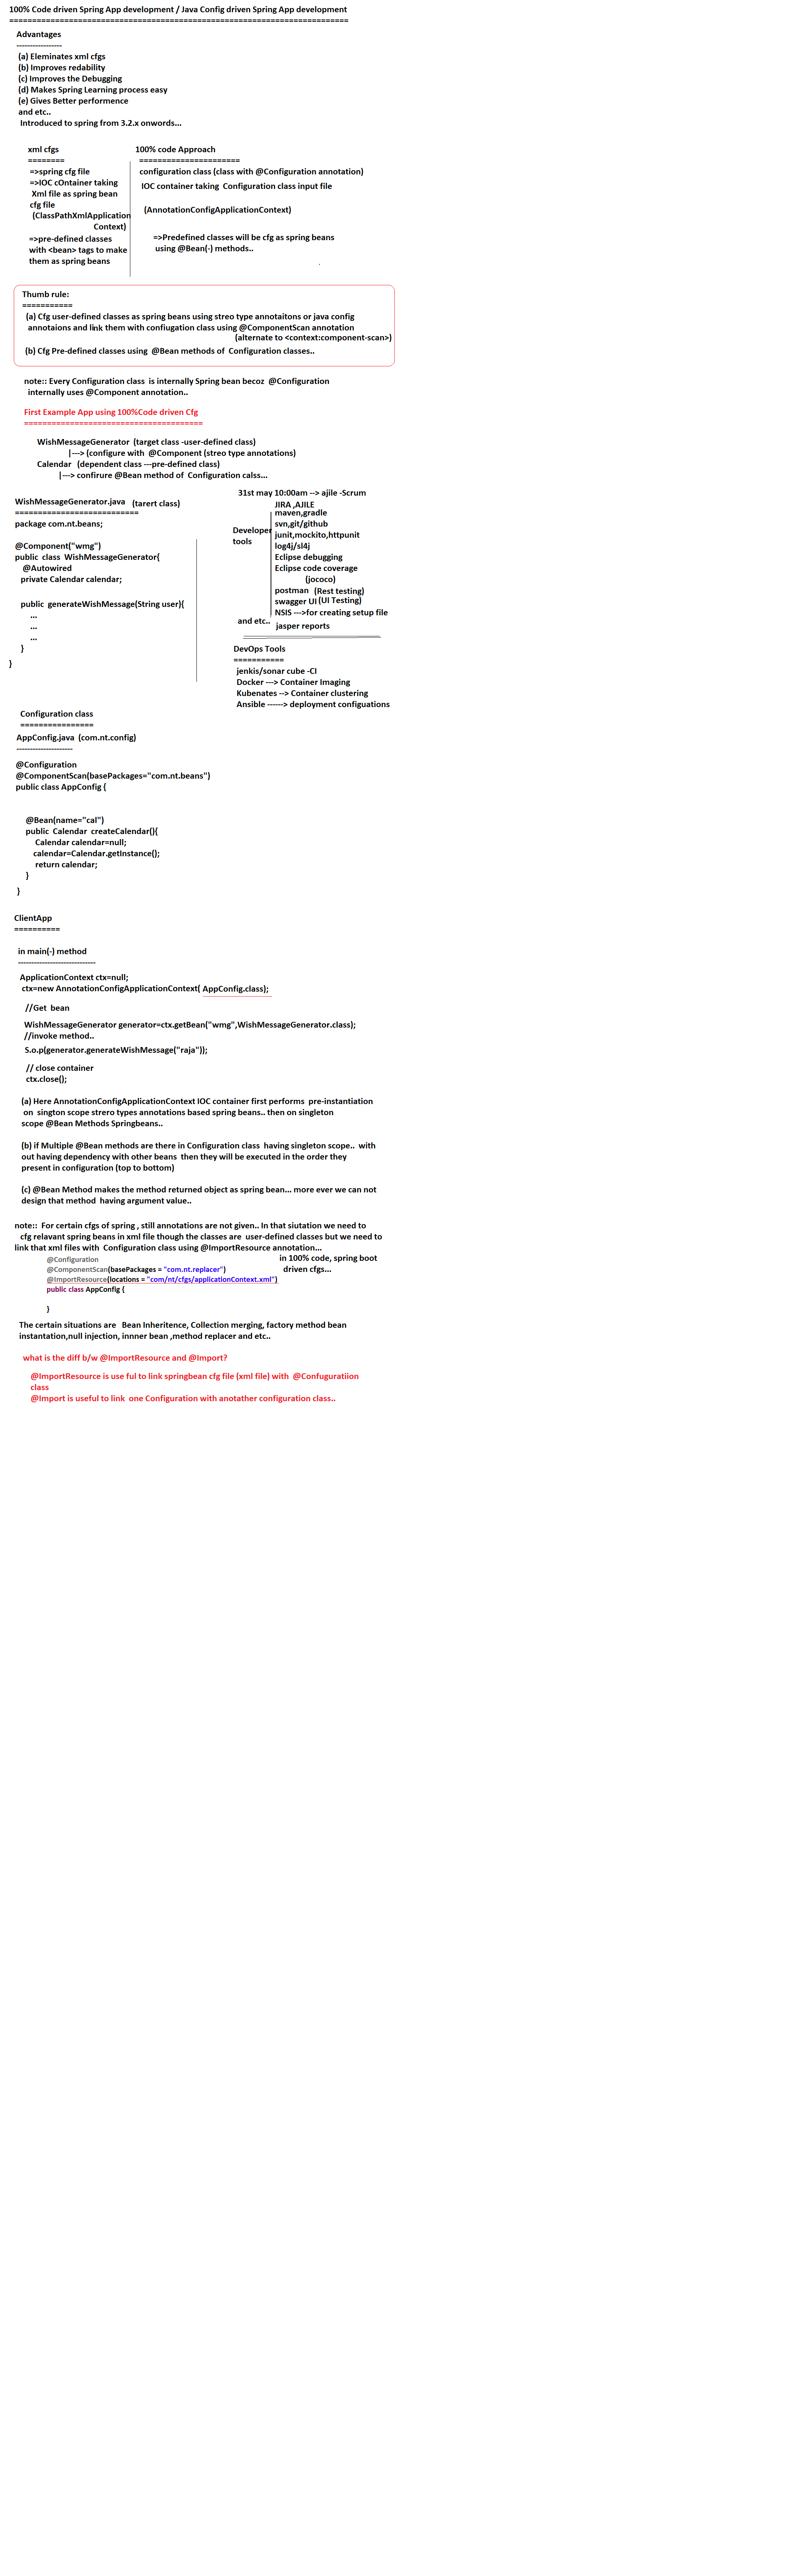 100% Code driven Spring App development / Java Config driven Spring App development
==========================================================================
Advantages
-----------------
(a) Eleminates xml cfgs
(b) Improves redability
(c) Improves the Debugging
(d) Makes Spring Learning process easy
(e) Gives Better performence
and etc..
Introduced to spring from 3.2.x onwords...
xml cfgs
========
=>spring cfg file
=>IOC cOntainer taking
Xml file as spring bean
cfg file
(ClassPathXmlApplication
Context)
=>pre-defined classes
with <bean> tags to make
them as spring beans
100% code Approach
======================
configuration class (class with @Configuration annotation)
IOC container taking  Configuration class input file
(AnnotationConfigApplicationContext)
=>Predefined classes will be cfg as spring beans
using @Bean(-) methods..
Thumb rule:
===========
(a) Cfg user-defined classes as spring beans using streo type annotaitons or java config
annotaions and link them with confiugation class using @ComponentScan annotation
(alternate to <context:component-scan>)
(b) Cfg Pre-defined classes using  @Bean methods of  Configuration classes..
note:: Every Configuration class  is internally Spring bean becoz  @Configuration
internally uses @Component annotation..
First Example App using 100%Code driven Cfg
=======================================
WishMessageGenerator  (target class -user-defined class)
|---> (configure with  @Component (streo type annotations)
Calendar   (dependent class ---pre-defined class)
|---> confirure @Bean method of  Configuration calss...
WishMessageGenerator.java   (tarert class)
===========================
package com.nt.beans;
@Component("wmg")
public  class  WishMessageGenerator{
@Autowired
private Calendar calendar;
public  generateWishMessage(String user){
...
...
...
}
}
31st may 10:00am --> ajile -Scrum
JIRA ,AJILE
maven,gradle
svn,git/github
Developer
tools
junit,mockito,httpunit
log4j/sl4j
Eclipse debugging
Eclipse code coverage
(jococo)
postman  (Rest testing)
swagger UI (UI Testing)
NSIS --->for creating setup file
and etc..
jasper reports
DevOps Tools
===========
jenkis/sonar cube -CI
Docker ---> Container Imaging
Kubenates --> Container clustering
Ansible ------> deployment configuations
Configuration class
================
AppConfig.java  (com.nt.config)
---------------------
@Configuration
@ComponentScan(basePackages="com.nt.beans")
public class AppConfig {
@Bean(name="cal")
public  Calendar  createCalendar(){
Calendar calendar=null;
calendar=Calendar.getInstance();
return calendar;
}
}
ClientApp
==========
in main(-) method
-----------------------------
ApplicationContext ctx=null;
ctx=new AnnotationConfigApplicationContext( AppConfig.class);
//Get  bean
WishMessageGenerator generator=ctx.getBean("wmg",WishMessageGenerator.class);
//invoke method..
S.o.p(generator.generateWishMessage("raja"));
// close container
ctx.close();
(a) Here AnnotationConfigApplicationContext IOC container first performs  pre-instantiation
on  sington scope strero types annotations based spring beans.. then on singleton
scope @Bean Methods Springbeans..
(b) if Multiple @Bean methods are there in Configuration class  having singleton scope..  with
out having dependency with other beans  then they will be executed in the order they
present in configuration (top to bottom)
(c) @Bean Method makes the method returned object as spring bean... more ever we can not
design that method  having argument value..
note::  For certain cfgs of spring , still annotations are not given.. In that siutation we need to
cfg relavant spring beans in xml file though the classes are  user-defined classes but we need to
link that xml files with  Configuration class using @ImportResource annotation...
in 100% code, spring boot
driven cfgs...
@Configuration
@ComponentScan(basePackages = "com.nt.replacer")
@ImportResource(locations = "com/nt/cfgs/applicationContext.xml")
public class AppConfig {
}
The certain situations are   Bean Inheritence, Collection merging, factory method bean
instantation,null injection, innner bean ,method replacer and etc..
what is the diff b/w @ImportResource and @Import?
@ImportResource is use ful to link springbean cfg file (xml file) with  @Confuguratiion
class
@Import is useful to link  one Configuration with anotather configuration class..